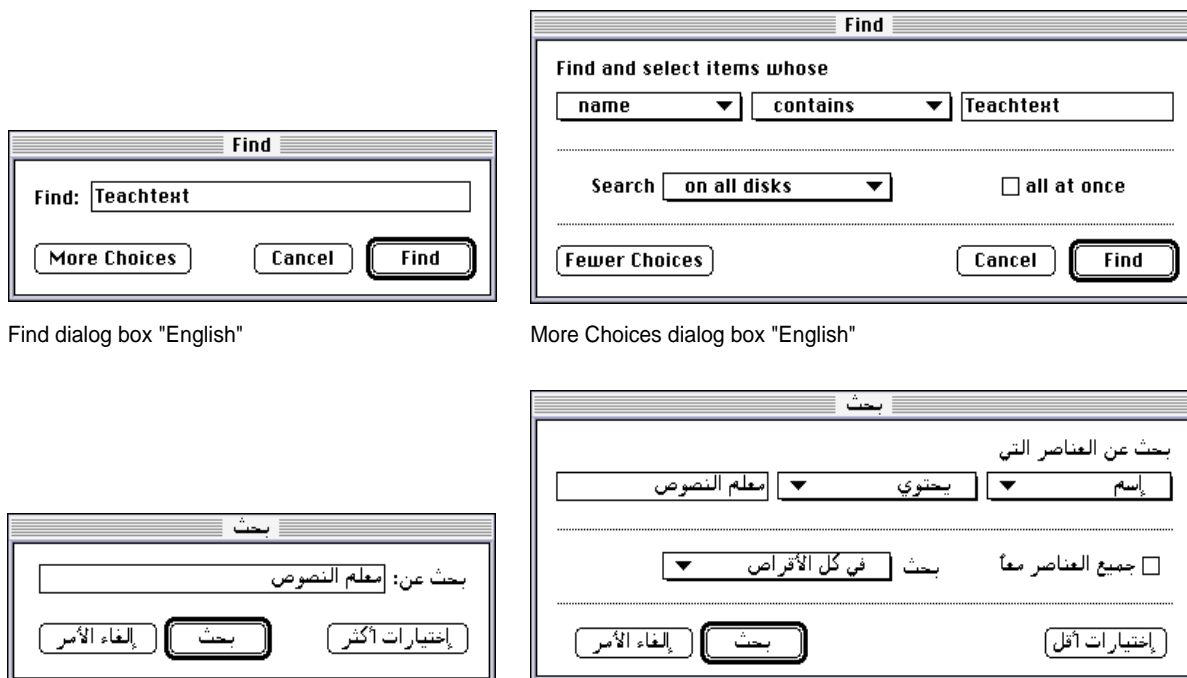 Find
Find: Teachtext
More Choices Cancel Find
Find dialog box "English"
Find
Find and select items whose
name contains Teachtext
Search on all disks all at once
Fewer Choices Cancel Find
More Choices dialog box "English"
بحث
بحث عن: معلم النصوص
إختيارات أكثر بحث إلغاء الأمر
بحث
بحث عن العناصر التي
إسم يحتوي معلم النصوص
جميع العناصر معاً بحث في كل الأقراص
إختيارات أقل بحث إلغاء الأمر